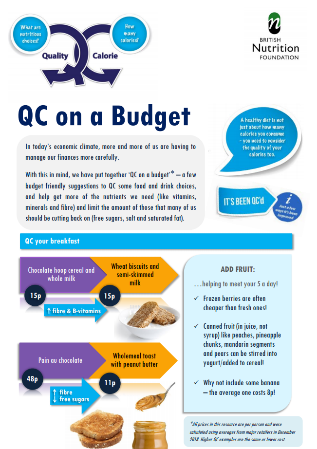 What are
nutritious
choices?
How
many
calories?
Quality
Calorie
BRITISH
Nutrition
FOUNDATION
QC on a Budget
A healthy diet is not
just about how many
calories you consume
- you need to consider
the quality of your
calories too.
In today's economic climate, more and more of us are having to
manage our finances more carefully.
With this in mind, we have put together 'QC on a budget'* – a few
budget friendly suggestions to QC some food and drink choices,
and help get more of the nutrients we need (like vitamins,
minerals and fibre) and limit the amount of those that many of us
should be cutting back on (free sugars, salt and saturated fat).
IT'S BEEN QC'd
QC your breakfast
Chocolate hoop cereal and
whole milk
Wheat biscuits and
semi-skimmed
milk
15p
15p
↑ fibre & B-vitamins
Pain au chocolate
Wholemeal toast
with peanut butter
48p
11p
↑ fibre
↓ free sugars
ADD FRUIT:
…helping to meet your 5 a day!
✓ Frozen berries are often
cheaper than fresh ones!
✓ Canned fruit (in juice, not
syrup) like peaches, pineapple
chunks, mandarin segments
and pears can be stirred into
yogurt/added to cereal!
✓ Why not include some banana
– the average one costs 8p!
*All prices in this resource are per person and were
calculated using averages from major retailers in December
2018. Higher QC examples are the same or lower cost